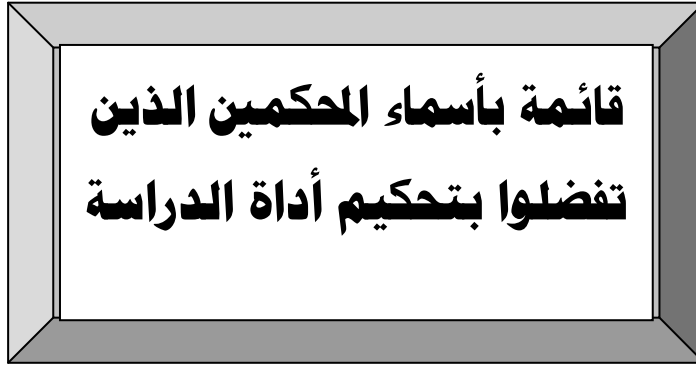 قائمة بأسماء المحكمين الذين
تفضلوا بتحكيم أداة الدراسة